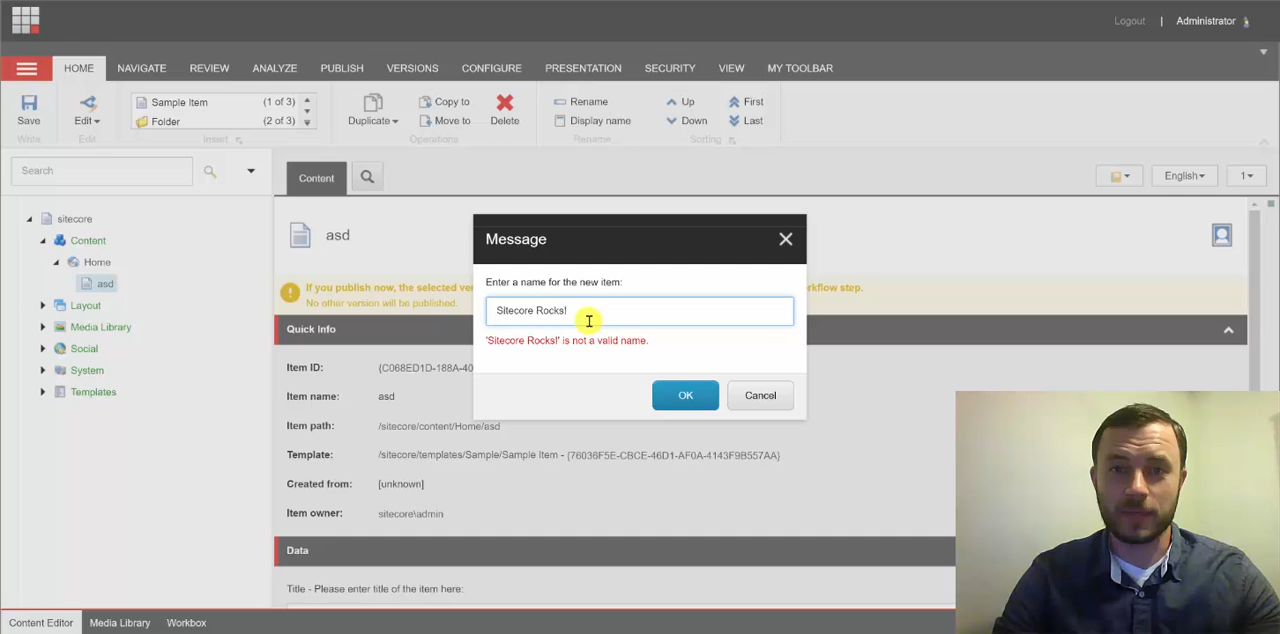 Logout | Administrator
HOME NAVIGATE REVIEW ANALYZE PUBLISH VERSIONS CONFIGURE PRESENTATION SECURITY VIEW MY TOOLBAR
Sample Item (1 of 3)
Folder (2 of 3)
Save
Edit
Duplicate
Copy to
Move to
Delete
Rename
Display name
Up
Down
First
Last
Write
Edit
Insert
Operations
Rename
Sorting
Search
Content
English
1
sitecore
Content
Home
asd
Layout
Media Library
Social
System
Templates
asd
If you publish now, the selected
No other version will be published.
step.
Quick Info
Item ID: {C068ED1D-188A-40
Item name: asd
Item path: /sitecore/content/Home/asd
Template: /sitecore/templates/Sample/Sample Item - {76036F5E-CBCE-46D1-AF0A-4143F9B557AA}
Created from: [unknown]
Item owner: sitecore\admin
Data
Title - Please enter title of the item here:
Message
Enter a name for the new item:
Sitecore Rocks!
'Sitecore Rocks!' is not a valid name.
OK
Cancel
Content Editor Media Library Workbox